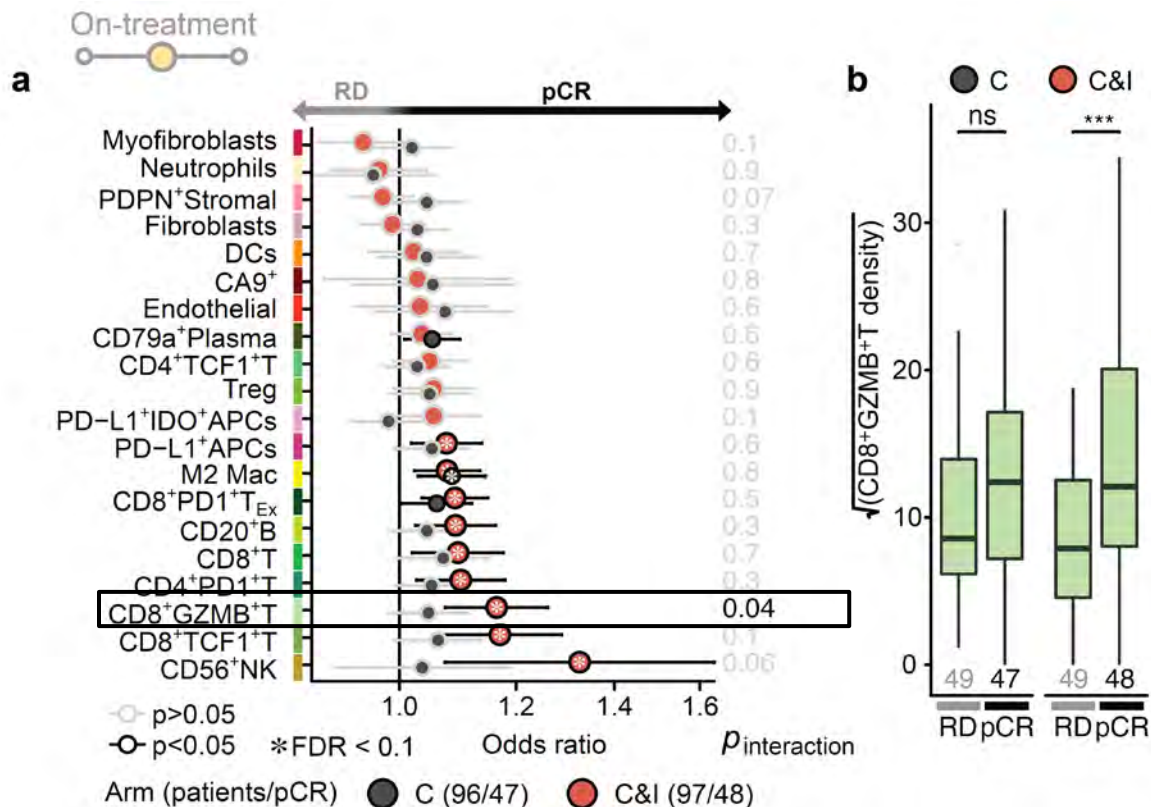 On-treatment
a
RD pCR
Myofibroblasts 0.1
Neutrophils 0.9
PDPN⁺Stromal 0.07
Fibroblasts 0.3
DCs 0.7
CA9⁺ 0.8
Endothelial 0.6
CD79a⁺Plasma 0.6
CD4⁺TCF1⁺T 0.6
Treg 0.9
PD−L1⁺IDO⁺APCs 0.1
PD−L1⁺APCs 0.6
M2 Mac 0.8
CD8⁺PD1⁺T_Ex 0.5
CD20⁺B 0.3
CD8⁺T 0.7
CD4⁺PD1⁺T 0.3
CD8⁺GZMB⁺T 0.04
CD8⁺TCF1⁺T 0.1
CD56⁺NK 0.06
1.0 1.2 1.4 1.6
p>0.05
p<0.05 *FDR < 0.1 Odds ratio p_interaction
Arm (patients/pCR) C (96/47) C&I (97/48)
b
C C&I
ns ***
√(CD8⁺GZMB⁺T density)
30
20
10
0
49 47 49 48
RD pCR RD pCR